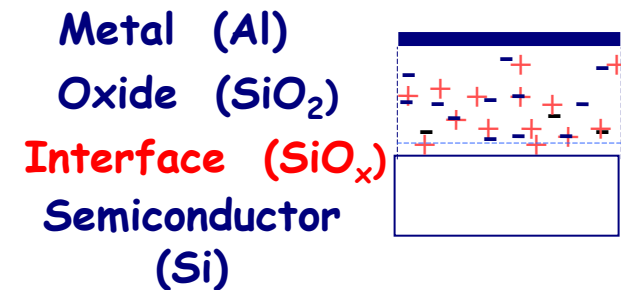 Metal (Al)
Oxide (SiO₂)
Interface (SiOₓ)
Semiconductor
(Si)